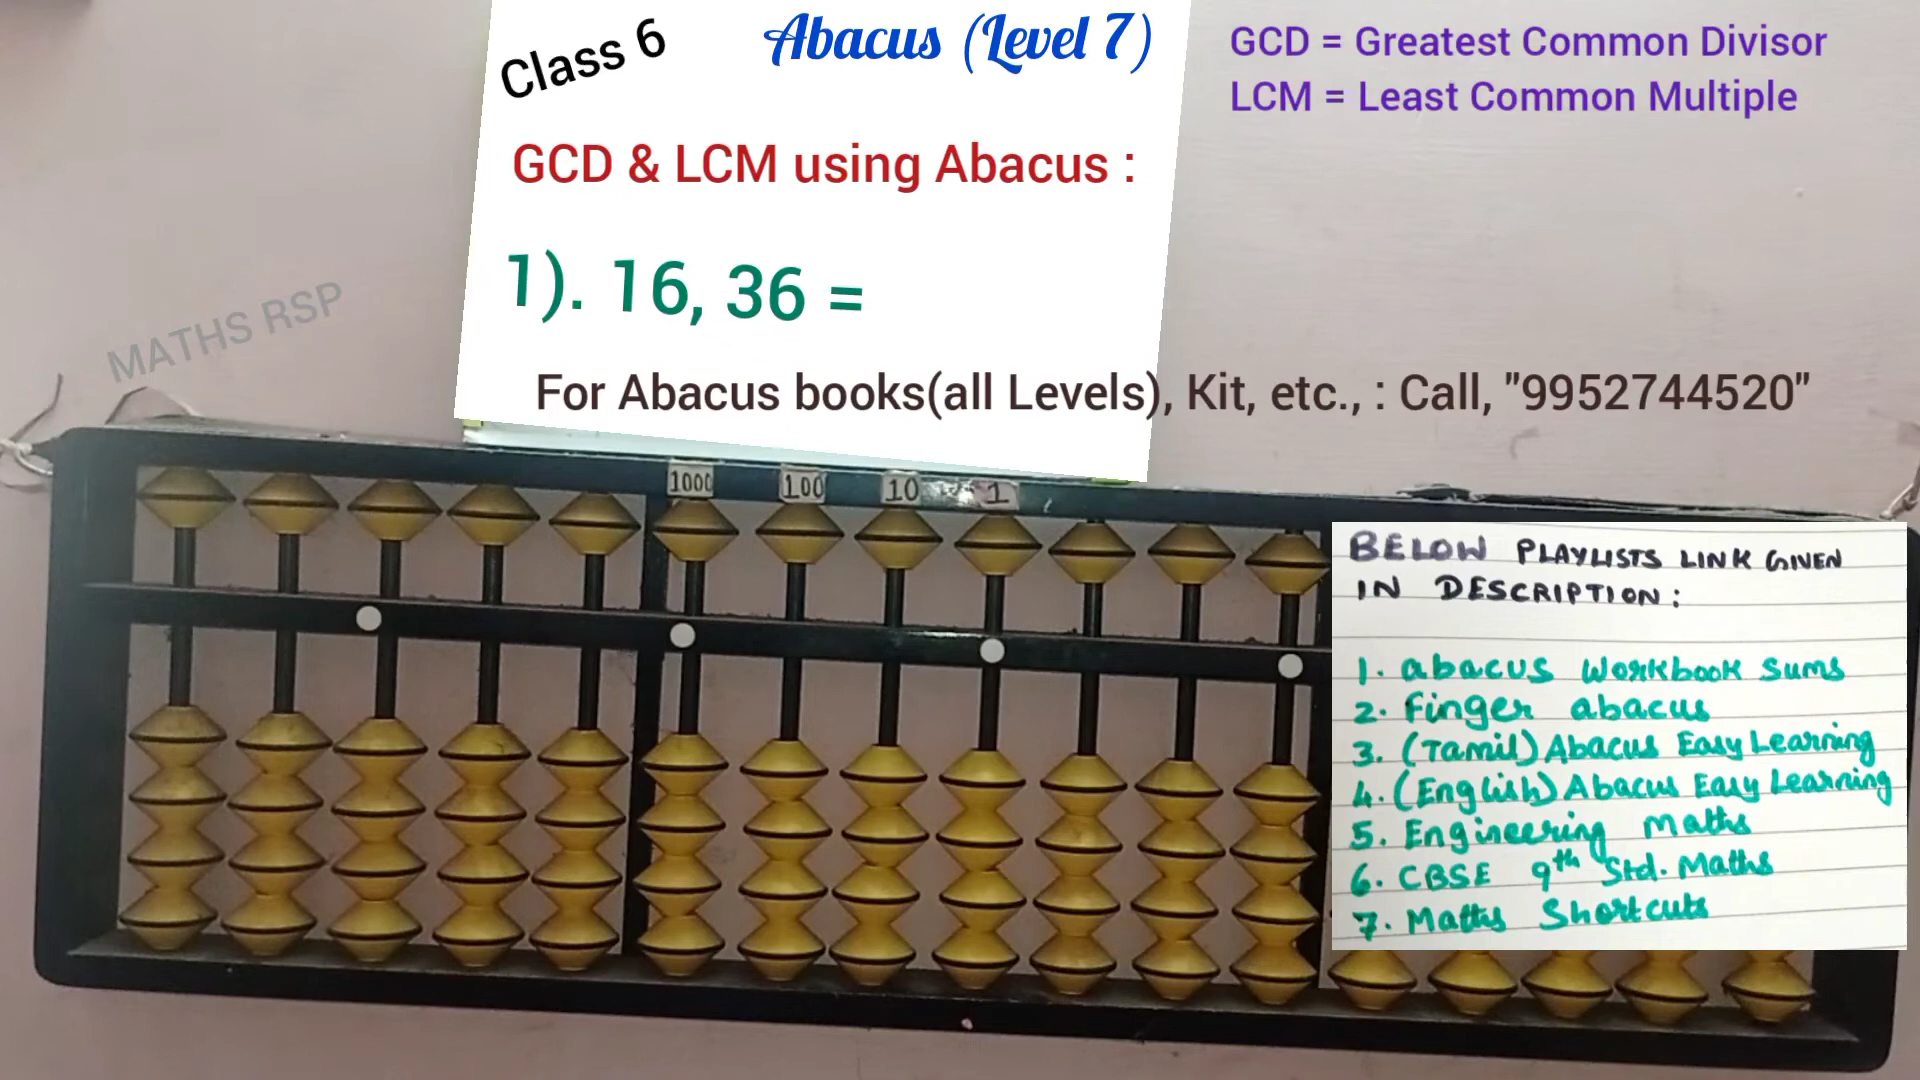 Class 6
Abacus (Level 7)
GCD = Greatest Common Divisor
LCM = Least Common Multiple
GCD & LCM using Abacus :
1). 16, 36 =
MATHS RSP
For Abacus books(all Levels), Kit, etc., : Call, "9952744520"
1000 100 10 1
BELOW PLAYLISTS LINK GIVEN
IN DESCRIPTION:
1. abacus Workbook Sums
2. Finger abacus
3. (Tamil) Abacus Easy Learning
4. (English) Abacus Easy Learning
5. Engineering Maths
6. CBSE 9th Std. Maths
7. Maths Shortcuts